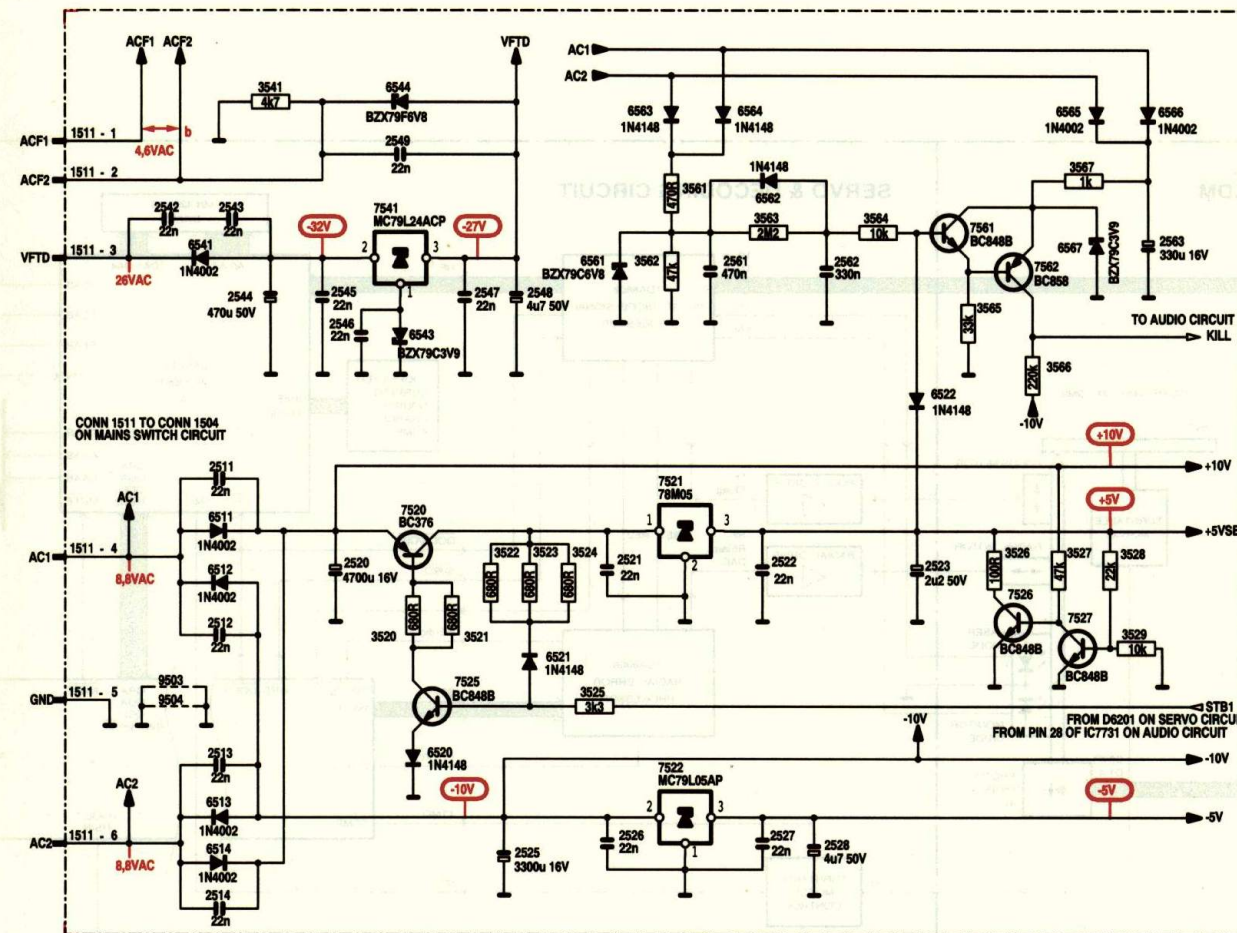 ACF1 ACF2 VFTD AC1
AC2
3541
4k7
6544
BZX79F6V8
6563
1N4148
6564
1N4148
6565
1N4002
6566
1N4002
ACF1 1511 - 1
b
4,6VAC
2549
22n
ACF2 1511 - 2
470R 3561
1N4148
6562
3567
1k
2542
22n
2543
22n
-32V
7541
MC79L24ACP
-27V
3563
2M2
3564
10k
7561
BC848B
VFTD 1511 - 3
26VAC
6541
1N4002
2 3
1
6561
BZX79C6V8
3562
47k
2561
470n
2562
330n
7562
BC858
6567
BZX79C3V9
2563
330u 16V
2544
470u 50V
2545
22n
2546
22n
2547
22n
2548
4u7 50V
6543
BZX79C3V9
3565
33k
TO AUDIO CIRCUIT
KILL
3566
220k
-10V
6522
1N4148
CONN 1511 TO CONN 1504
ON MAINS SWITCH CIRCUIT
+10V
+10V
2511
22n
AC1
7520
BC376
7521
78M05
+5V
6511
1N4002
1 3
2
AC1 1511 - 4
8,8VAC
6512
1N4002
2520
4700u 16V
3522 3523 3524
680R 680R 680R
2521
22n
2522
22n
2523
2u2 50V
3526
100R
3527
47k
3528
22k
+5VSE
2512
22n
3520
680R
680R
3521
7526
BC848B
7527
BC848B
3529
10k
6521
1N4148
9503
9504
GND 1511 - 5
7525
BC848B
3525
3k3
STB1
FROM D6201 ON SERVO CIRCUI
FROM PIN 28 OF IC7731 ON AUDIO CIRCUIT
-10V
2513
22n
6520
1N4148
-10V
AC2
6513
1N4002
-10V
7522
MC79L05AP
-5V
2 3
1
-5V
AC2 1511 - 6
8,8VAC
6514
1N4002
2525
3300u 16V
2526
22n
2527
22n
2528
4u7 50V
2514
22n